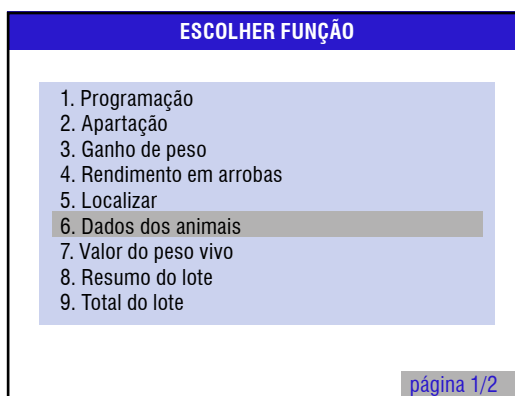 ESCOLHER FUNÇÃO
1. Programação
2. Apartação
3. Ganho de peso
4. Rendimento em arrobas
5. Localizar
6. Dados dos animais
7. Valor do peso vivo
8. Resumo do lote
9. Total do lote
página 1/2